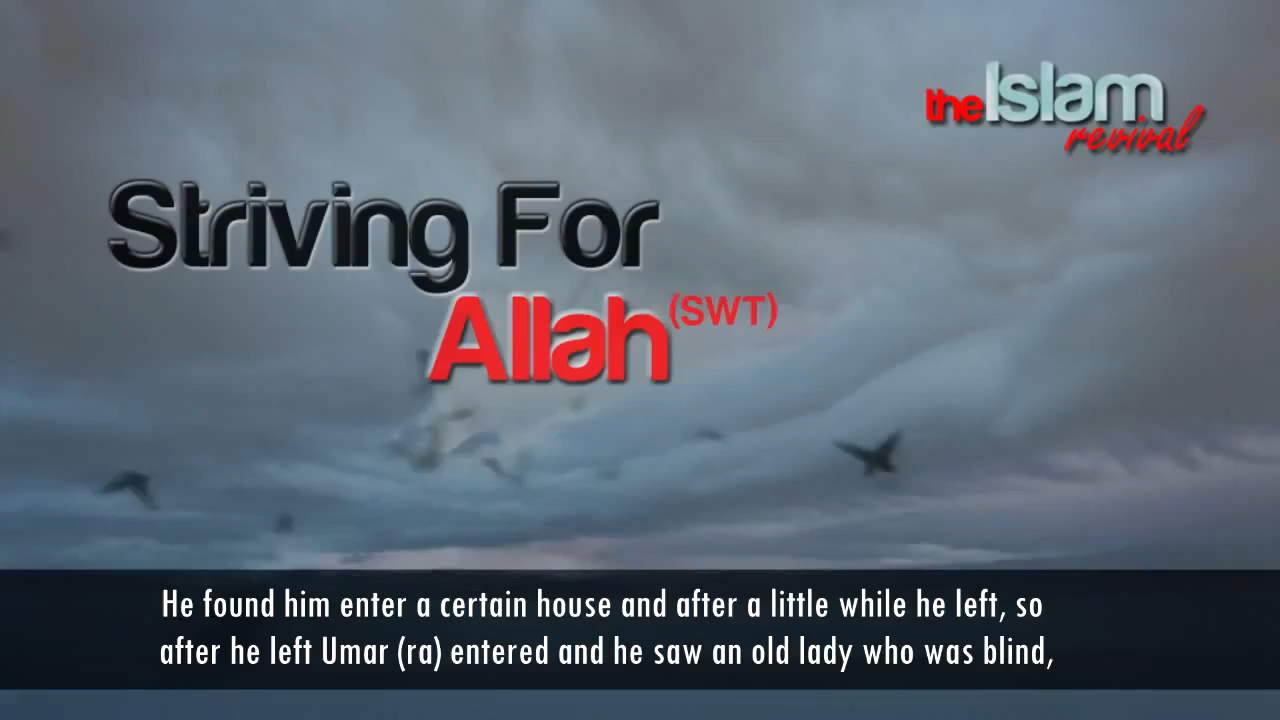 the Islam
revival
Striving For
Allah (SWT)
He found him enter a certain house and after a little while he left, so
after he left Umar (ra) entered and he saw an old lady who was blind,